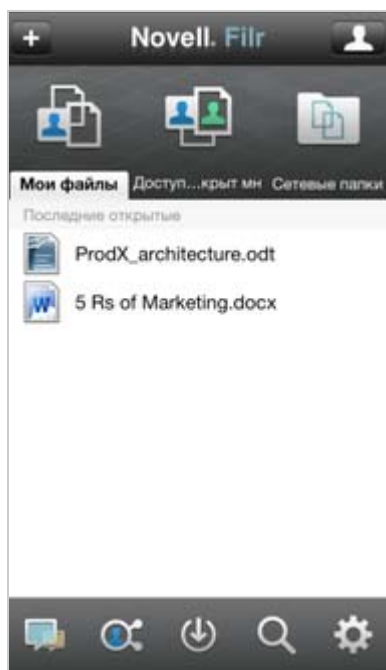 + Novell. Filr
Мои файлы Доступ...крыт мн Сетевые папки
Последние открытые
ProdX_architecture.odt
W 5 Rs of Marketing.docx